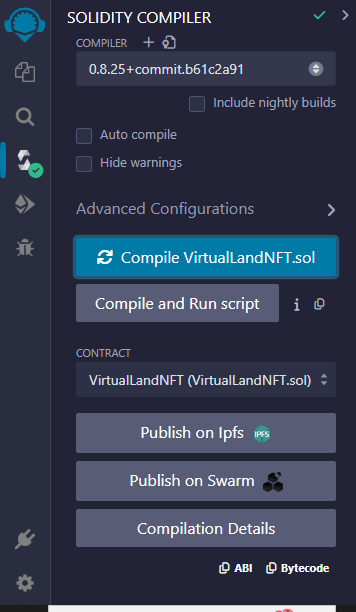 SOLIDITY COMPILER
COMPILER
0.8.25+commit.b61c2a91
Include nightly builds
Auto compile
Hide warnings
Advanced Configurations
Compile VirtualLandNFT.sol
Compile and Run script
CONTRACT
VirtualLandNFT (VirtualLandNFT.sol)
Publish on Ipfs IPFS
Publish on Swarm
Compilation Details
ABI Bytecode